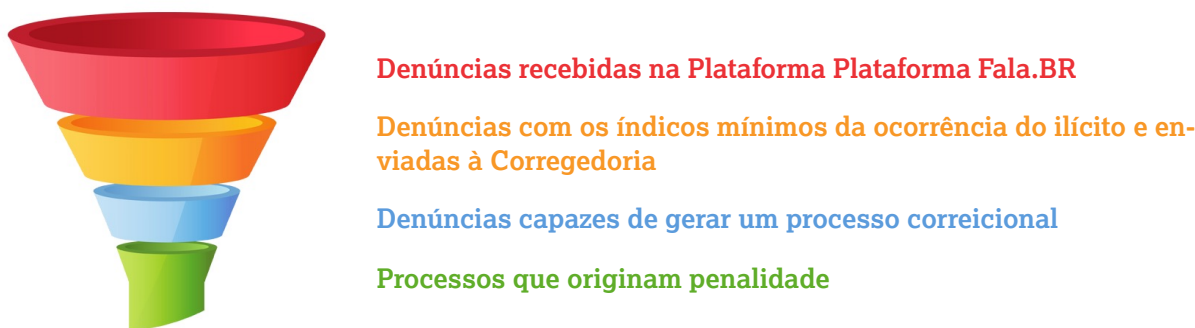 Denúncias recebidas na Plataforma Plataforma Fala.BR
Denúncias com os índicos mínimos da ocorrência do ilícito e en-
viadas à Corregedoria
Denúncias capazes de gerar um processo correicional
Processos que originam penalidade